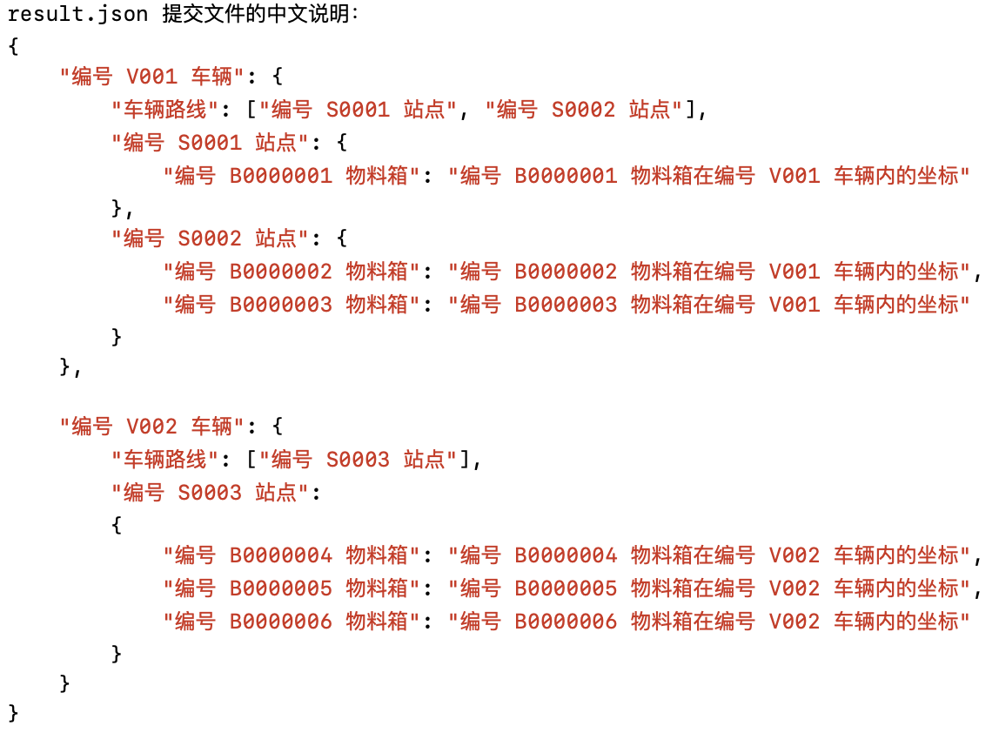 result.json 提交文件的中文说明:
{
    "编号 V001 车辆": {
        "车辆路线": ["编号 S0001 站点", "编号 S0002 站点"],
        "编号 S0001 站点": {
            "编号 B0000001 物料箱": "编号 B0000001 物料箱在编号 V001 车辆内的坐标"
        },
        "编号 S0002 站点": {
            "编号 B0000002 物料箱": "编号 B0000002 物料箱在编号 V001 车辆内的坐标",
            "编号 B0000003 物料箱": "编号 B0000003 物料箱在编号 V001 车辆内的坐标"
        }
    },

    "编号 V002 车辆": {
        "车辆路线": ["编号 S0003 站点"],
        "编号 S0003 站点":
        {
            "编号 B0000004 物料箱": "编号 B0000004 物料箱在编号 V002 车辆内的坐标",
            "编号 B0000005 物料箱": "编号 B0000005 物料箱在编号 V002 车辆内的坐标",
            "编号 B0000006 物料箱": "编号 B0000006 物料箱在编号 V002 车辆内的坐标"
        }
    }
}